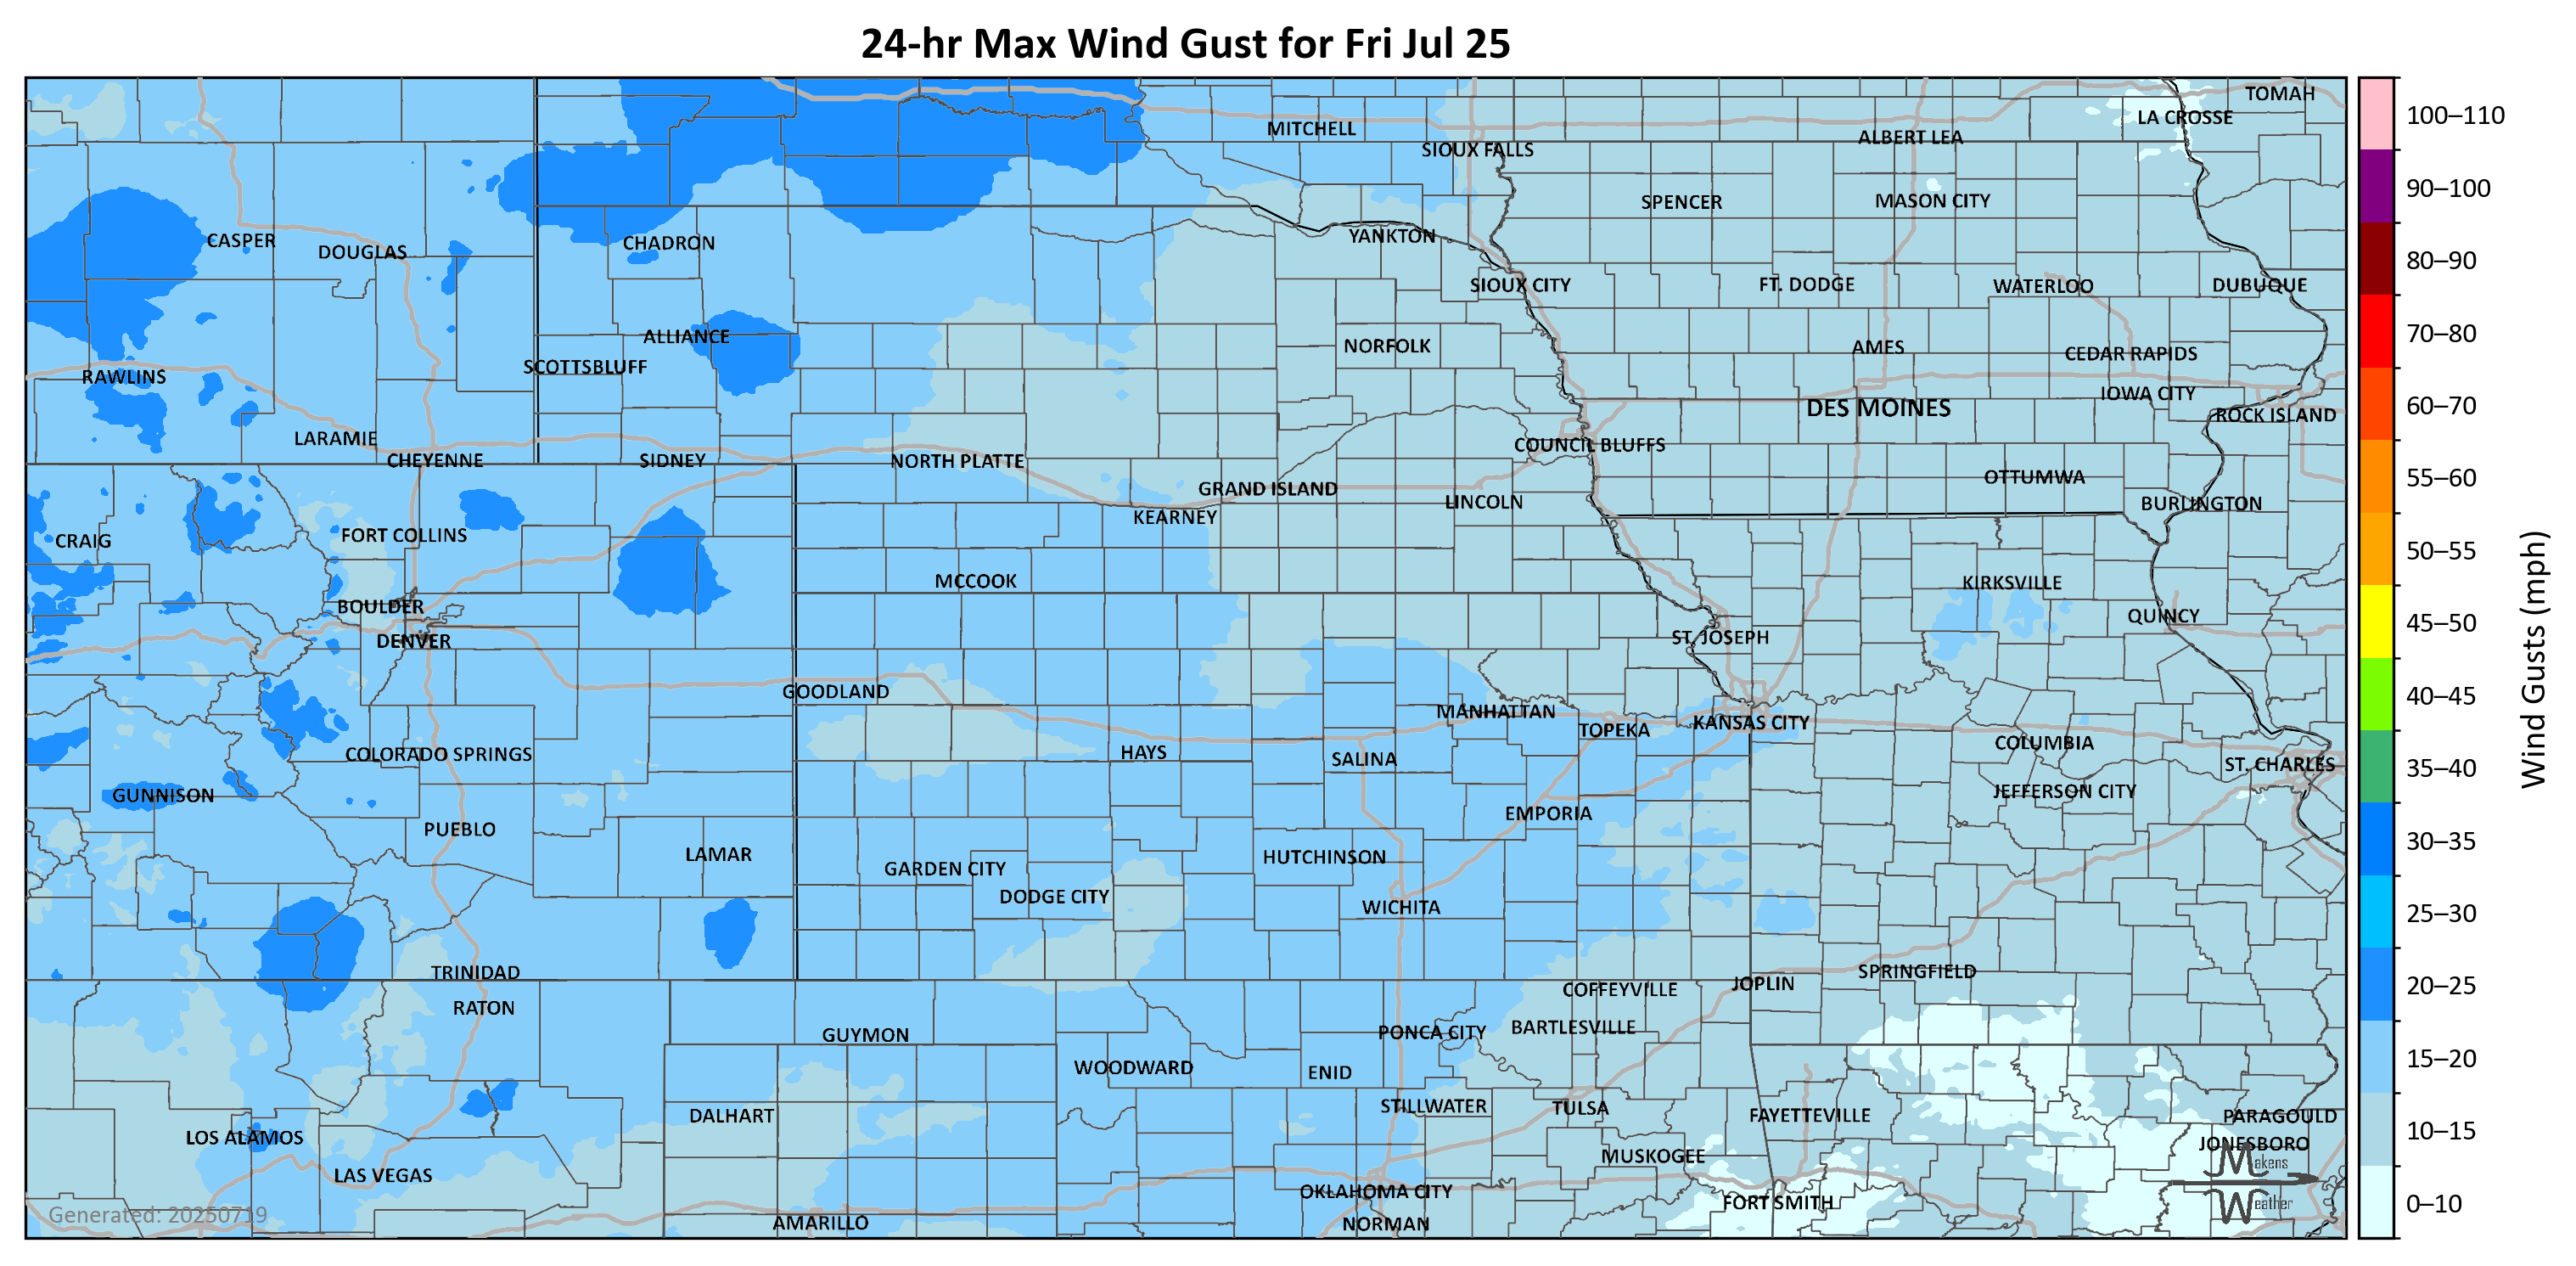 24-hr Max Wind Gust for Fri Jul 25
TOMAH
LA CROSSE
MITCHELL
ALBERT LEA
SIOUX FALLS
SPENCER
MASON CITY
CASPER
DOUGLAS
CHADRON
YANKTON
SIOUX CITY
FT. DODGE
WATERLOO
DUBUQUE
ALLIANCE
NORFOLK
AMES
CEDAR RAPIDS
SCOTTSBLUFF
RAWLINS
IOWA CITY
DES MOINES
ROCK ISLAND
LARAMIE
COUNCIL BLUFFS
CHEYENNE
SIDNEY
NORTH PLATTE
OTTUMWA
GRAND ISLAND
LINCOLN
BURLINGTON
KEARNEY
FORT COLLINS
CRAIG
MCCOOK
KIRKSVILLE
BOULDER
QUINCY
DENVER
ST. JOSEPH
GOODLAND
MANHATTAN
TOPEKA
KANSAS CITY
COLUMBIA
COLORADO SPRINGS
HAYS
SALINA
ST. CHARLES
GUNNISON
JEFFERSON CITY
EMPORIA
PUEBLO
LAMAR
HUTCHINSON
GARDEN CITY
DODGE CITY
WICHITA
TRINIDAD
SPRINGFIELD
JOPLIN
COFFEYVILLE
RATON
BARTLESVILLE
PONCA CITY
GUYMON
WOODWARD
ENID
STILLWATER
TULSA
DALHART
FAYETTEVILLE
PARAGOULD
LOS ALAMOS
JONESBORO
MUSKOGEE
LAS VEGAS
OKLAHOMA CITY
FORT SMITH
AMARILLO
NORMAN
Generated: 20250719
Makens
Weather
100–110
90–100
80–90
70–80
60–70
55–60
50–55
45–50
40–45
35–40
30–35
25–30
20–25
15–20
10–15
0–10
Wind Gusts (mph)